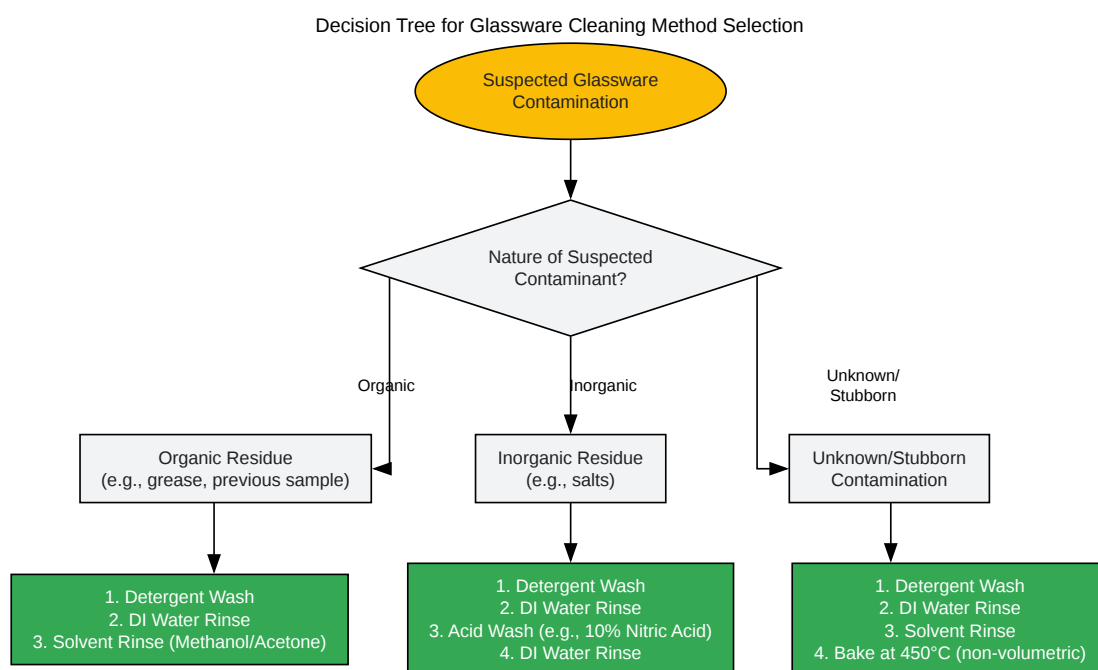 Decision Tree for Glassware Cleaning Method Selection
Suspected Glassware
Contamination
Nature of Suspected
Contaminant?
Organic
Inorganic
Unknown/
Stubborn
Organic Residue
(e.g., grease, previous sample)
Inorganic Residue
(e.g., salts)
Unknown/Stubborn
Contamination
1. Detergent Wash
2. DI Water Rinse
3. Solvent Rinse (Methanol/Acetone)
1. Detergent Wash
2. DI Water Rinse
3. Acid Wash (e.g., 10% Nitric Acid)
4. DI Water Rinse
1. Detergent Wash
2. DI Water Rinse
3. Solvent Rinse
4. Bake at 450°C (non-volumetric)